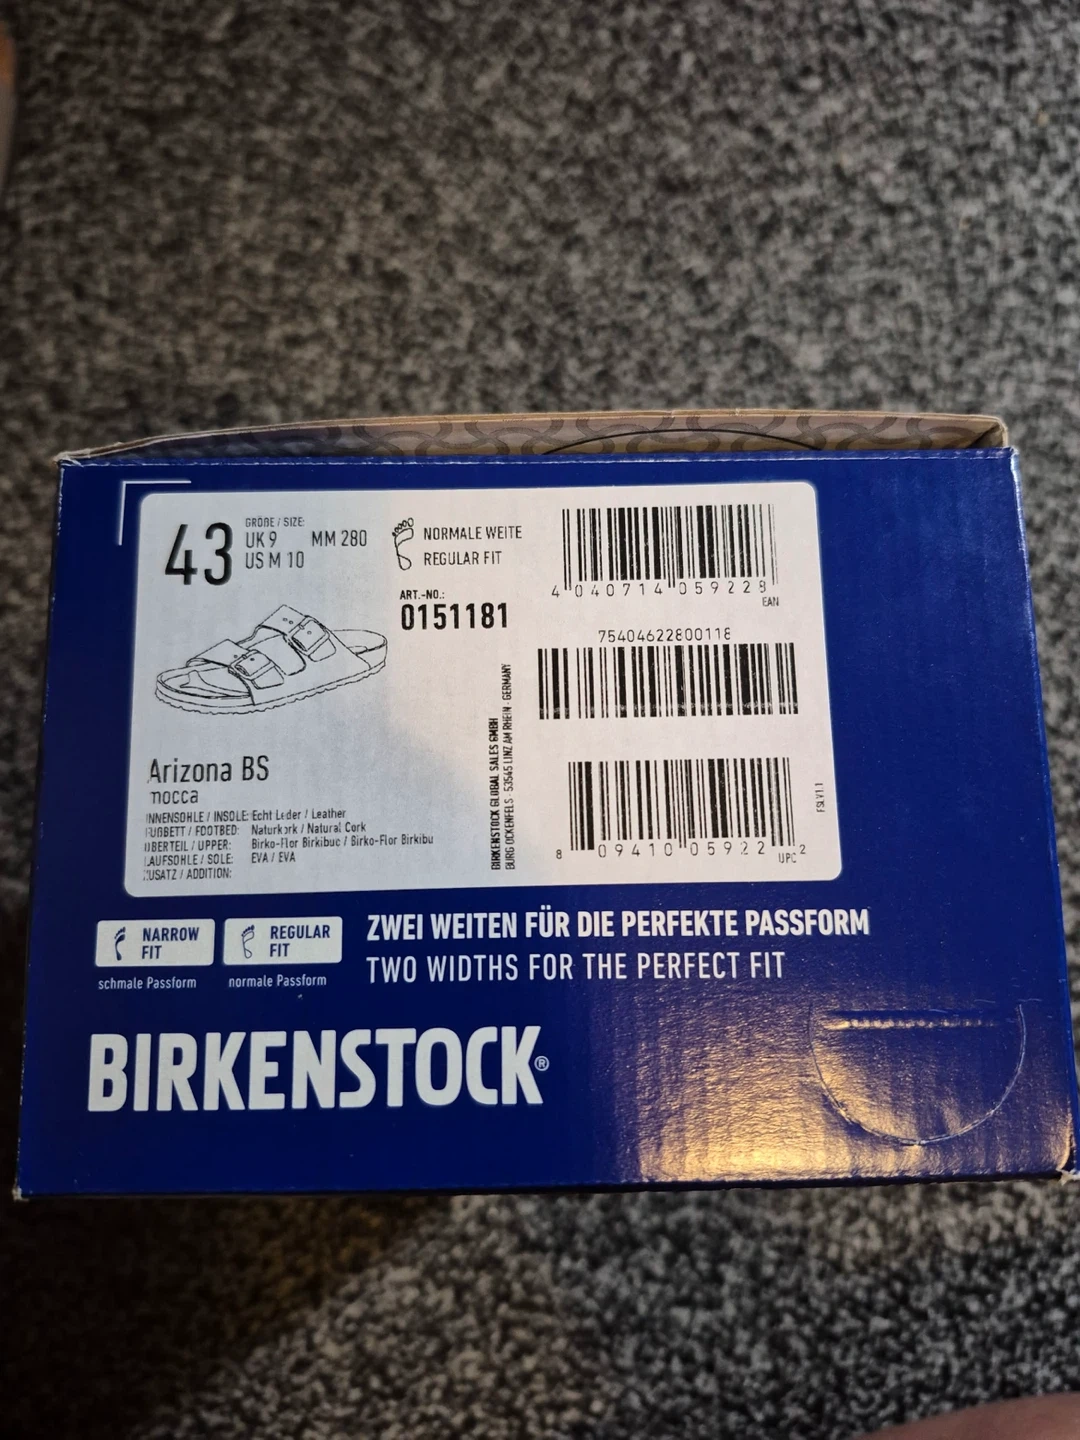 43
GRÖßE / SIZE:
UK 9
US M 10
MM 280
NORMALE WEITE
REGULAR FIT
ART.-NO.:
0151181
4 040714 059228
EAN
75404622800118
8 09410 05922 2
UPC
Arizona BS
mocca
INNENSOHLE / INSOLE: Echt Leder / Leather
FUßBETT / FOOTBED: Naturkork / Natural Cork
OBERTEIL / UPPER: Birko-Flor Birkibuc / Birko-Flor Birkibu
LAUFSOHLE / SOLE: EVA / EVA
ZUSATZ / ADDITION:
BIRKENSTOCK GLOBAL SALES GMBH
BURG OCKENFELS · 53545 LINZ AM RHEIN · GERMANY
FSLV1.1
NARROW
FIT
schmale Passform
REGULAR
FIT
normale Passform
ZWEI WEITEN FÜR DIE PERFEKTE PASSFORM
TWO WIDTHS FOR THE PERFECT FIT
BIRKENSTOCK®